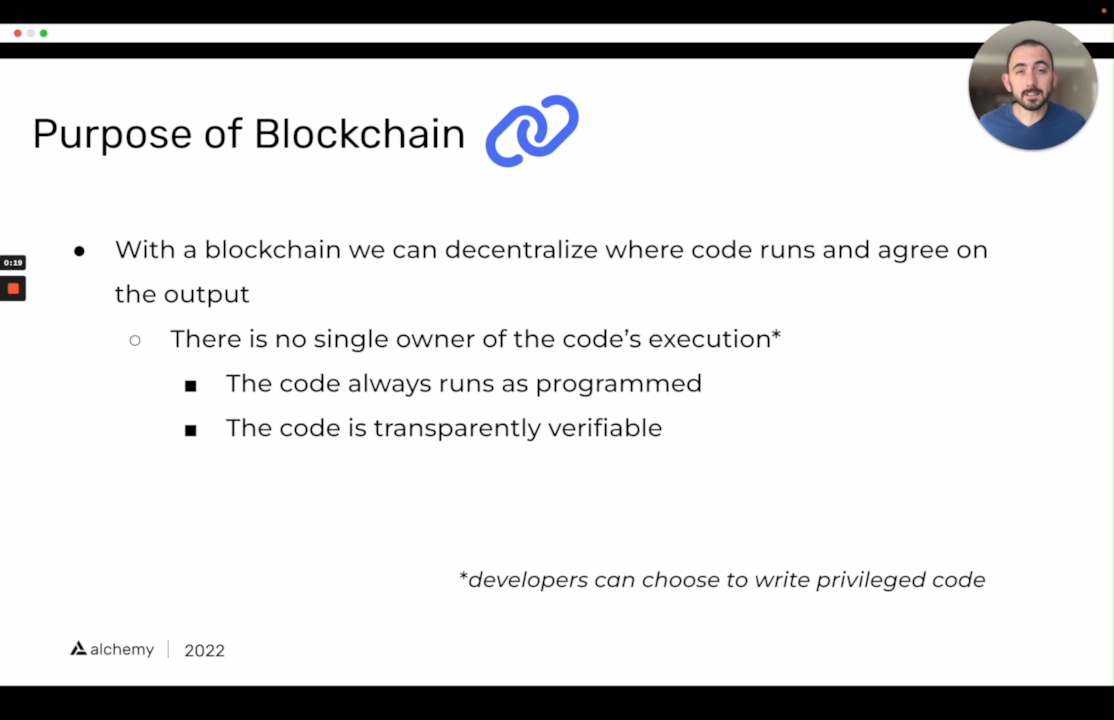 Purpose of Blockchain
0:19
● With a blockchain we can decentralize where code runs and agree on
the output
○ There is no single owner of the code’s execution*
■ The code always runs as programmed
■ The code is transparently verifiable
*developers can choose to write privileged code
alchemy | 2022